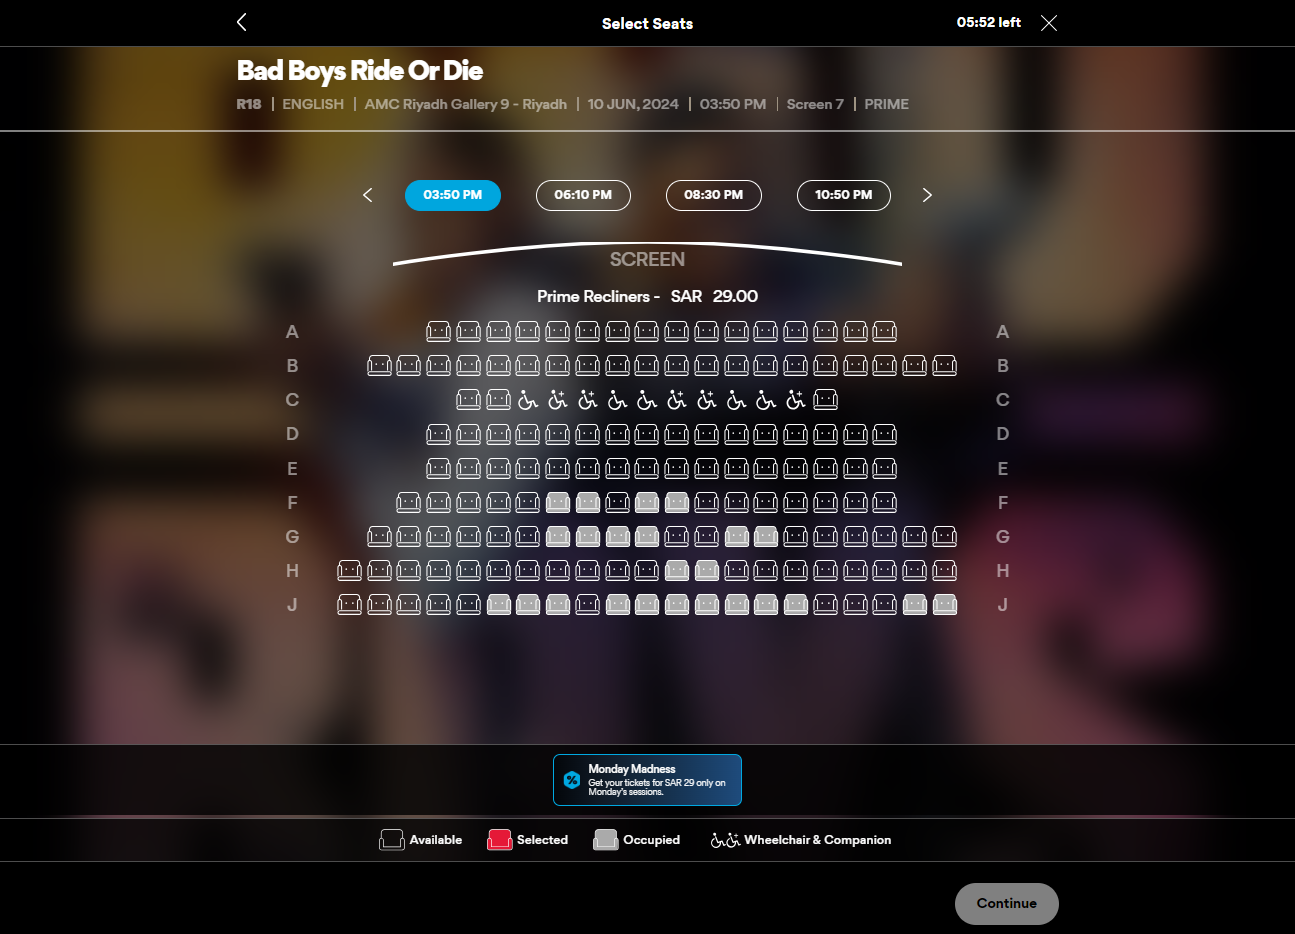 Select Seats
05:52 left
Bad Boys Ride Or Die
R18 | ENGLISH | AMC Riyadh Gallery 9 - Riyadh | 10 JUN, 2024 | 03:50 PM | Screen 7 | PRIME
03:50 PM 06:10 PM 08:30 PM 10:50 PM
SCREEN
Prime Recliners - SAR 29.00
A A
B B
C C
D D
E E
F F
G G
H H
J J
Monday Madness
Get your tickets for SAR 29 only on
Monday's sessions.
Available Selected Occupied Wheelchair & Companion
Continue